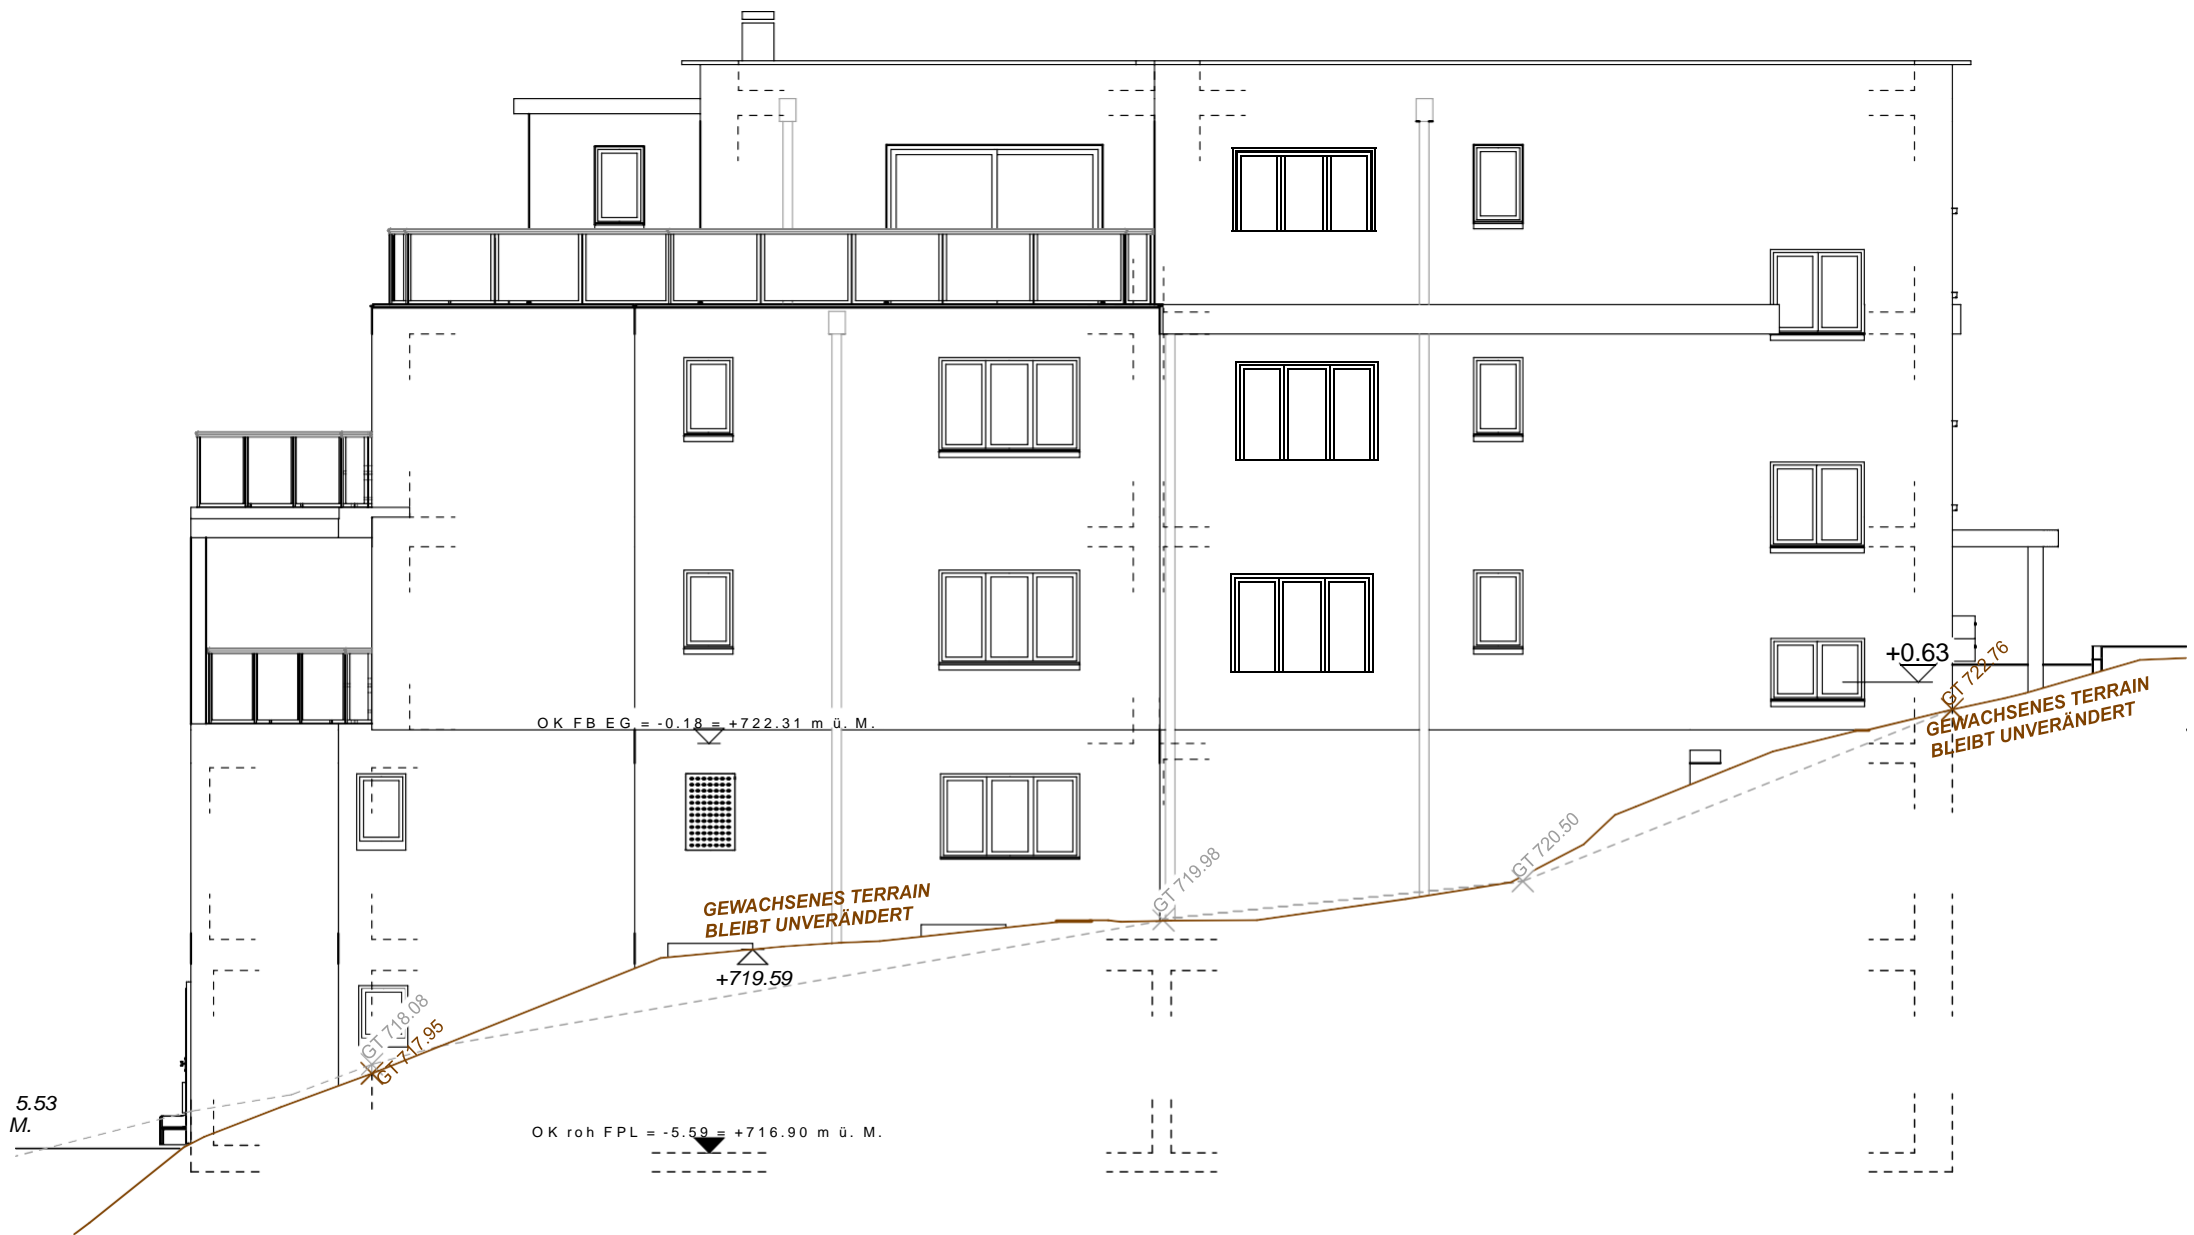 +0.63
GT 722.76
GEWACHSENES TERRAIN
BLEIBT UNVERÄNDERT
OK FB EG = -0.18 = +722.31 m ü. M.
GT 720.50
GT 719.98
GEWACHSENES TERRAIN
BLEIBT UNVERÄNDERT
+719.59
GT 718.08
GT 717.95
5.53
M.
OK roh FPL = -5.59 = +716.90 m ü. M.